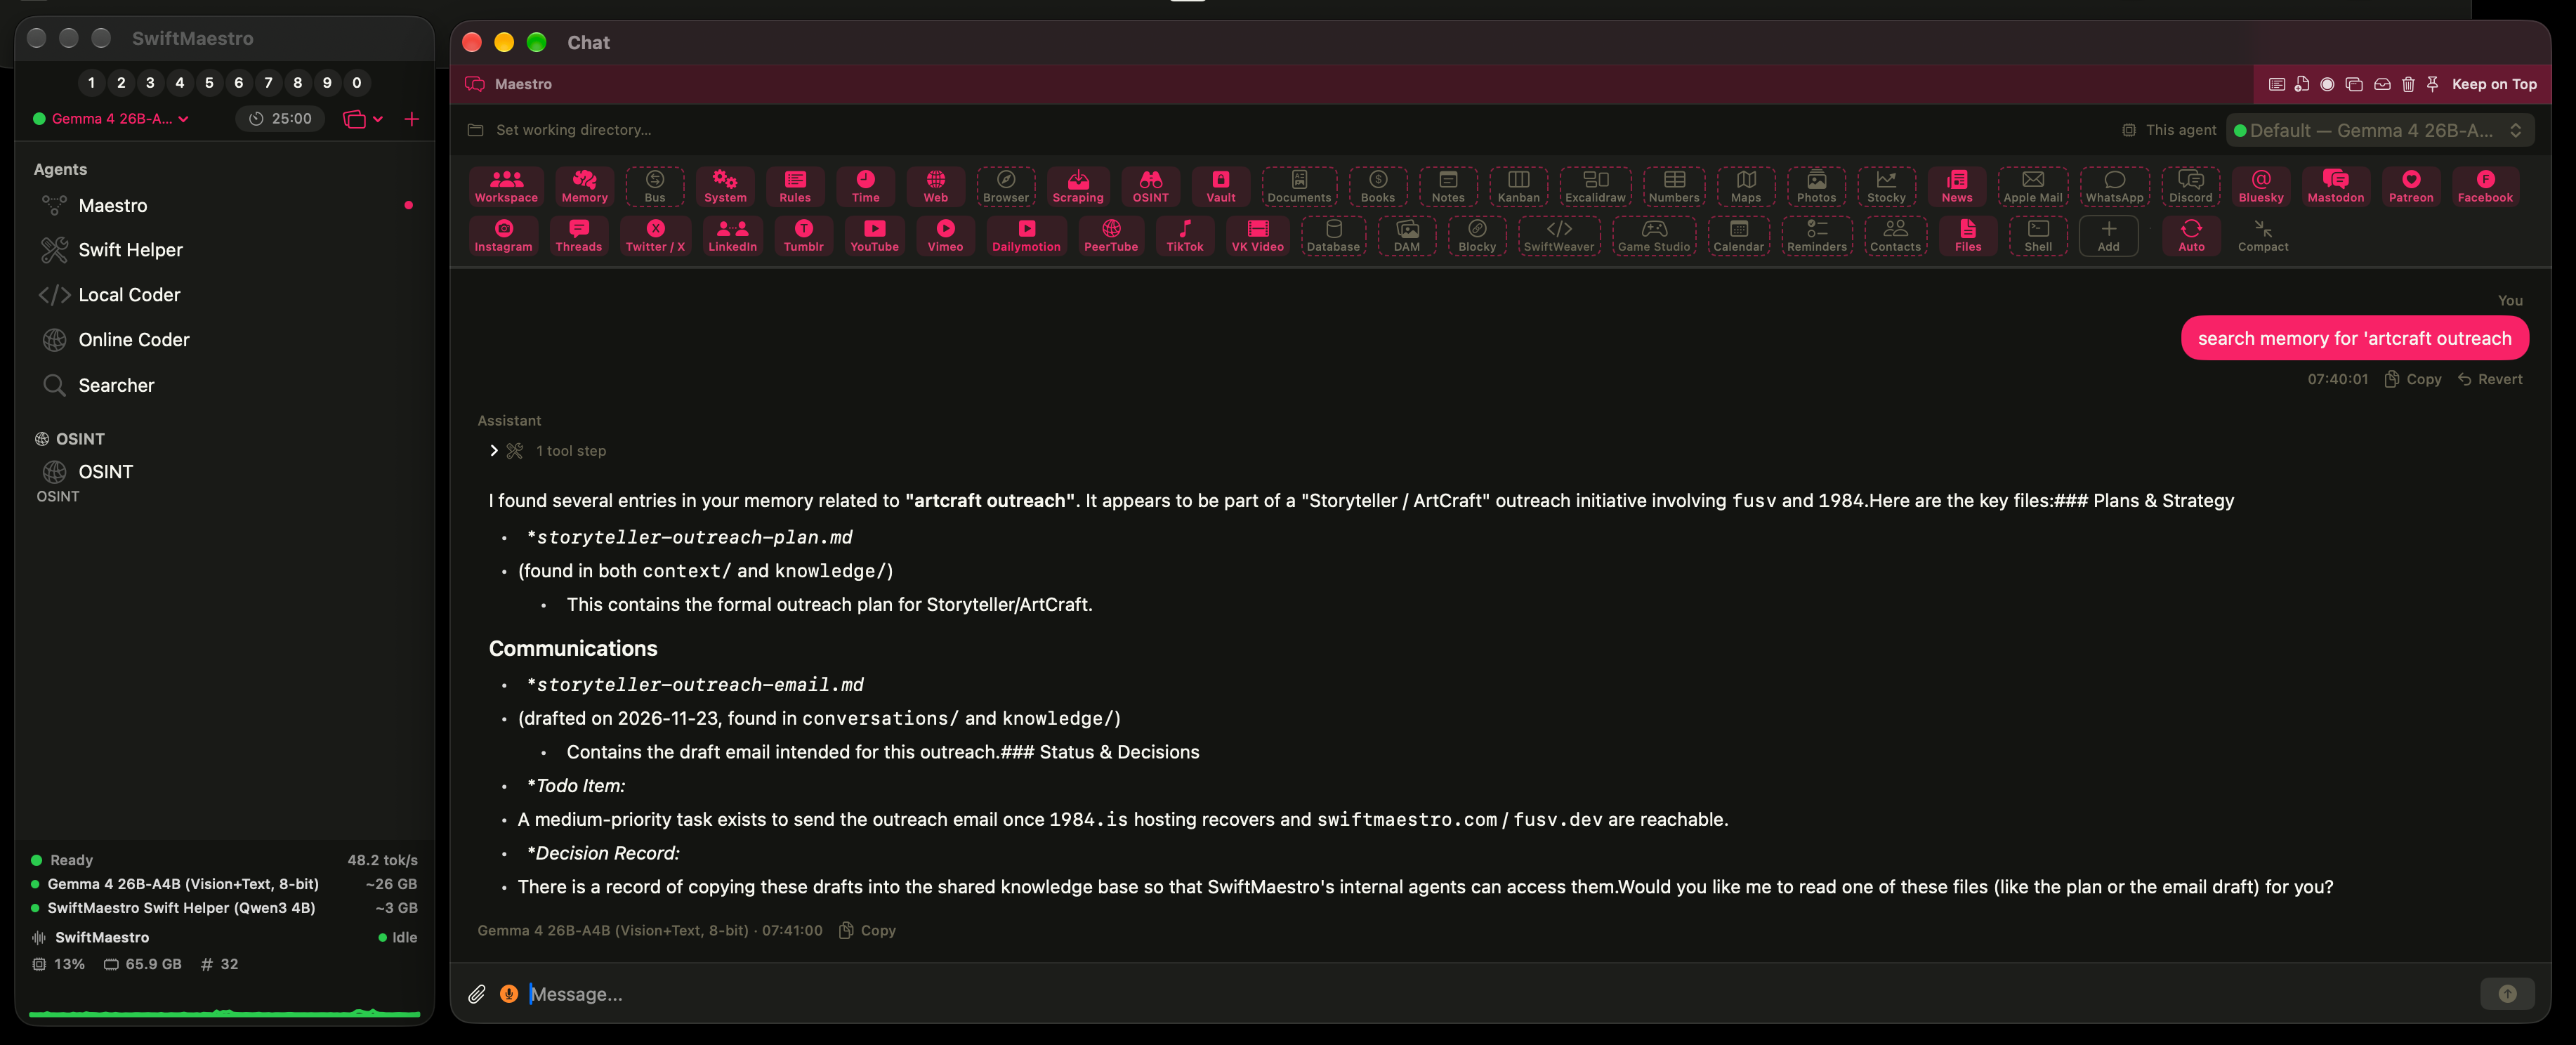 SwiftMaestro
1 2 3 4 5 6 7 8 9 0
Gemma 4 26B-A...
25:00
Agents
Maestro
Swift Helper
Local Coder
Online Coder
Searcher
OSINT
OSINT
OSINT
Ready 48.2 tok/s
Gemma 4 26B-A4B (Vision+Text, 8-bit) ~26 GB
SwiftMaestro Swift Helper (Qwen3 4B) ~3 GB
SwiftMaestro Idle
13% 65.9 GB # 32
Chat
Maestro
Keep on Top
Set working directory...
This agent
Default — Gemma 4 26B-A...
Workspace Memory Bus System Rules Time Web Browser Scraping OSINT Vault Documents Books Notes Kanban Excalidraw Numbers Maps Photos Stocky News Apple Mail WhatsApp Discord Bluesky Mastodon Patreon Facebook
Instagram Threads Twitter / X LinkedIn Tumblr YouTube Vimeo Dailymotion PeerTube TikTok VK Video Database DAM Blocky SwiftWeaver Game Studio Calendar Reminders Contacts Files Shell Add Auto Compact
You
search memory for 'artcraft outreach
07:40:01 Copy Revert
Assistant
1 tool step
I found several entries in your memory related to "artcraft outreach". It appears to be part of a "Storyteller / ArtCraft" outreach initiative involving fusv and 1984.Here are the key files:### Plans & Strategy
• *storyteller-outreach-plan.md
• (found in both context/ and knowledge/)
• This contains the formal outreach plan for Storyteller/ArtCraft.
Communications
• *storyteller-outreach-email.md
• (drafted on 2026-11-23, found in conversations/ and knowledge/)
• Contains the draft email intended for this outreach.### Status & Decisions
• *Todo Item:
• A medium-priority task exists to send the outreach email once 1984.is hosting recovers and swiftmaestro.com / fusv.dev are reachable.
• *Decision Record:
• There is a record of copying these drafts into the shared knowledge base so that SwiftMaestro's internal agents can access them.Would you like me to read one of these files (like the plan or the email draft) for you?
Gemma 4 26B-A4B (Vision+Text, 8-bit) · 07:41:00 Copy
Message...